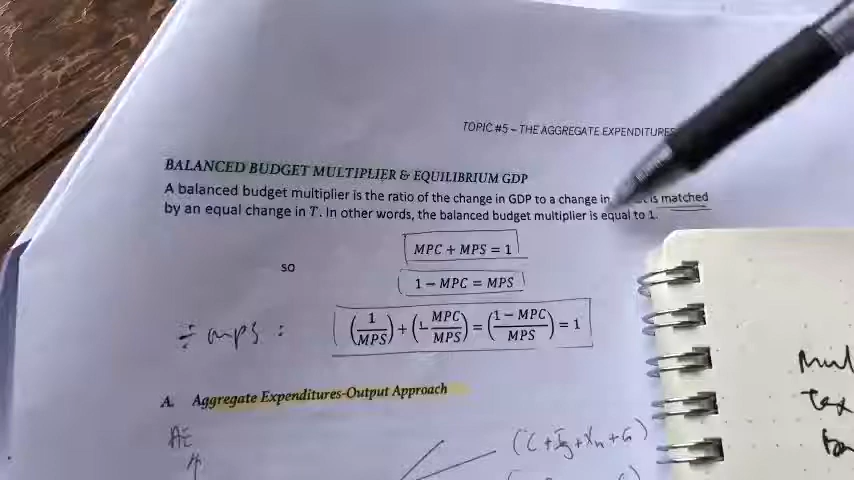 TOPIC #5 – THE AGGREGATE EXPENDITURES
BALANCED BUDGET MULTIPLIER & EQUILIBRIUM GDP
A balanced budget multiplier is the ratio of the change in GDP to a change in is matched
by an equal change in T. In other words, the balanced budget multiplier is equal to 1.
MPC + MPS = 1
so
1 − MPC = MPS
÷ mps : (1/MPS) + (− MPC/MPS) = (1 − MPC/MPS) = 1
A. Aggregate Expenditures-Output Approach
AE
(C+Ig+Xn+G)